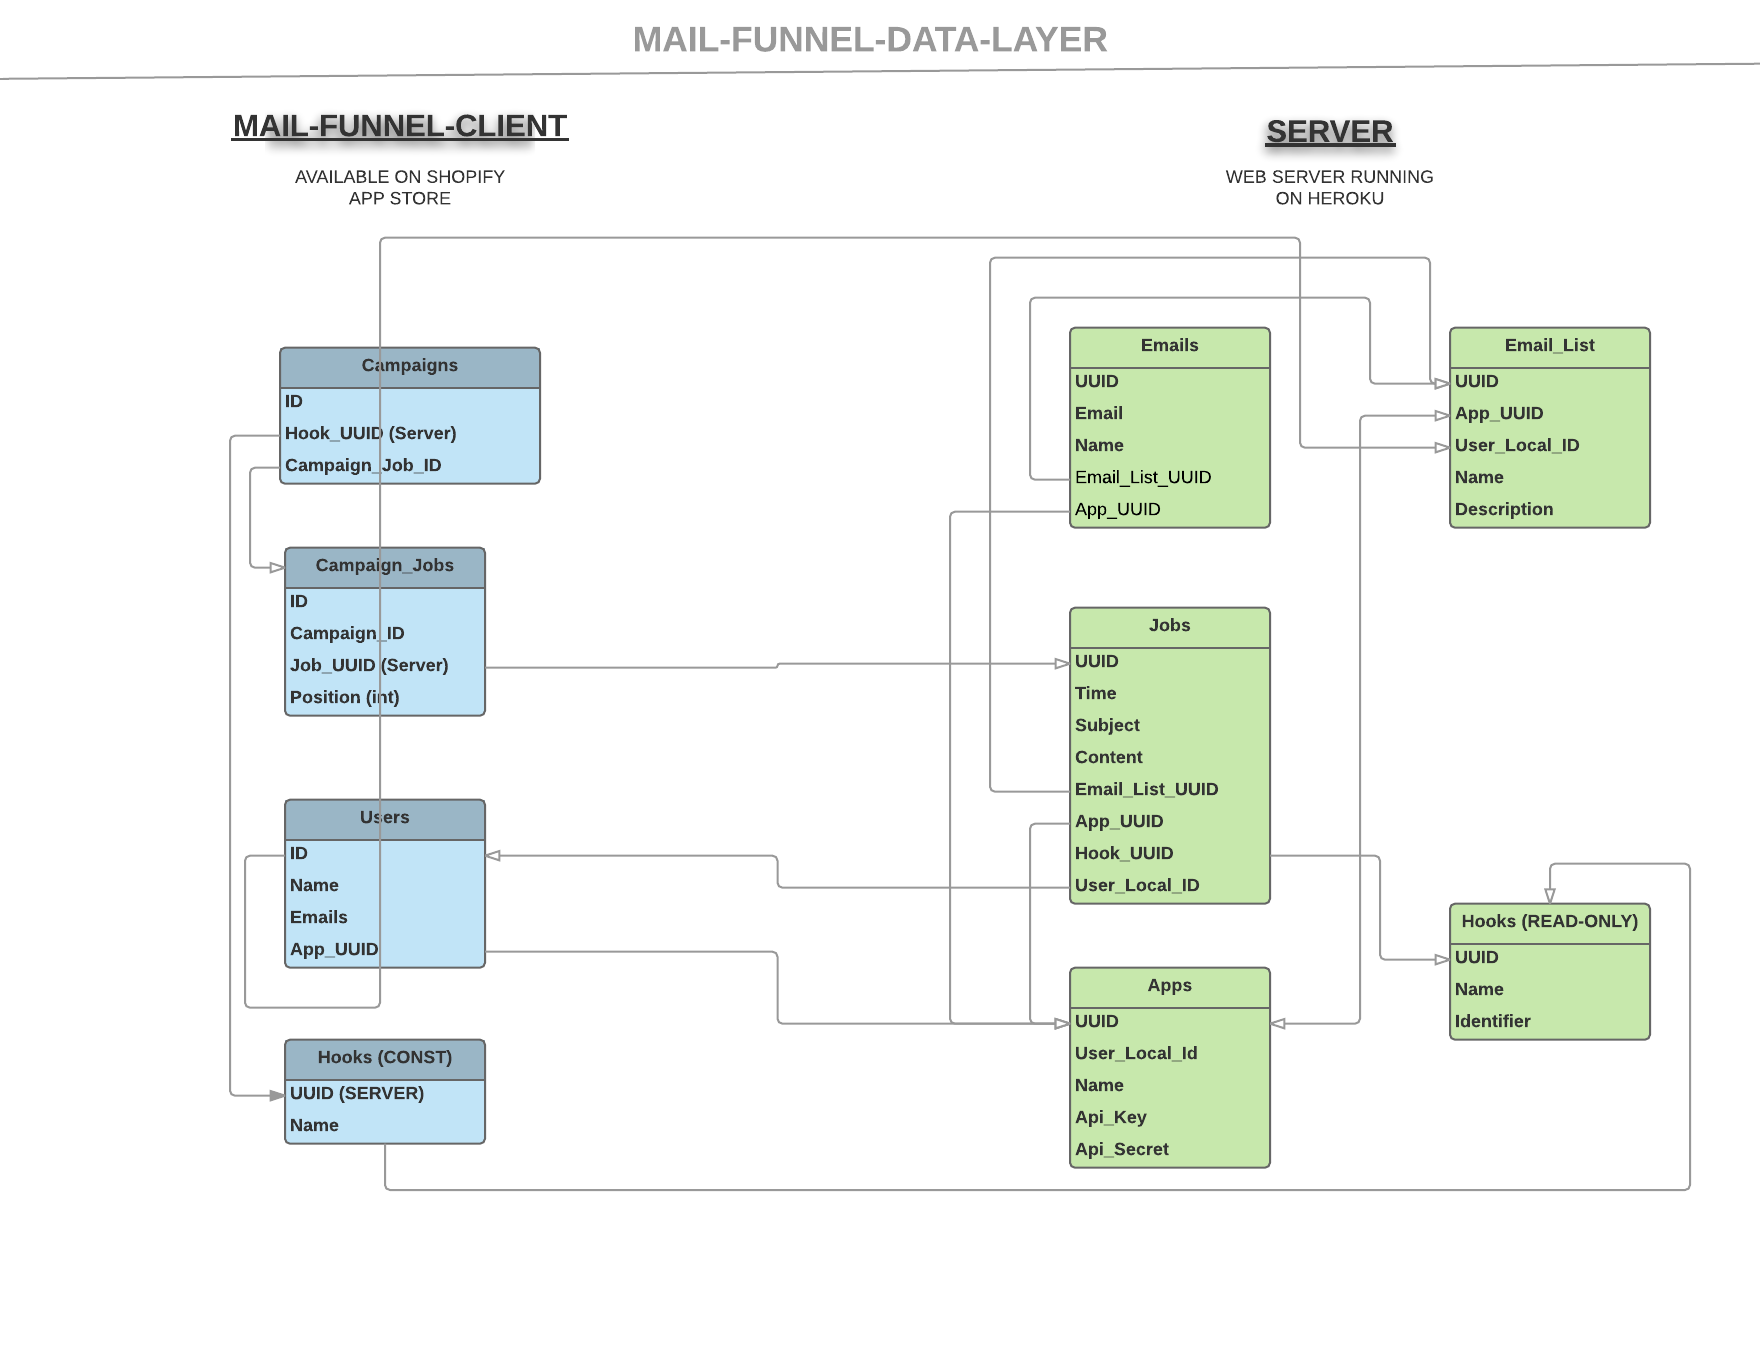 MAIL-FUNNEL-DATA-LAYER
MAIL-FUNNEL-CLIENT
AVAILABLE ON SHOPIFY
APP STORE
SERVER
WEB SERVER RUNNING
ON HEROKU
Campaigns
ID
Hook_UUID (Server)
Campaign_Job_ID
Campaign_Jobs
ID
Campaign_ID
Job_UUID (Server)
Position (int)
Users
ID
Name
Emails
App_UUID
Hooks (CONST)
UUID (SERVER)
Name
Emails
UUID
Email
Name
Email_List_UUID
App_UUID
Jobs
UUID
Time
Subject
Content
Email_List_UUID
App_UUID
Hook_UUID
User_Local_ID
Apps
UUID
User_Local_Id
Name
Api_Key
Api_Secret
Email_List
UUID
App_UUID
User_Local_ID
Name
Description
Hooks (READ-ONLY)
UUID
Name
Identifier